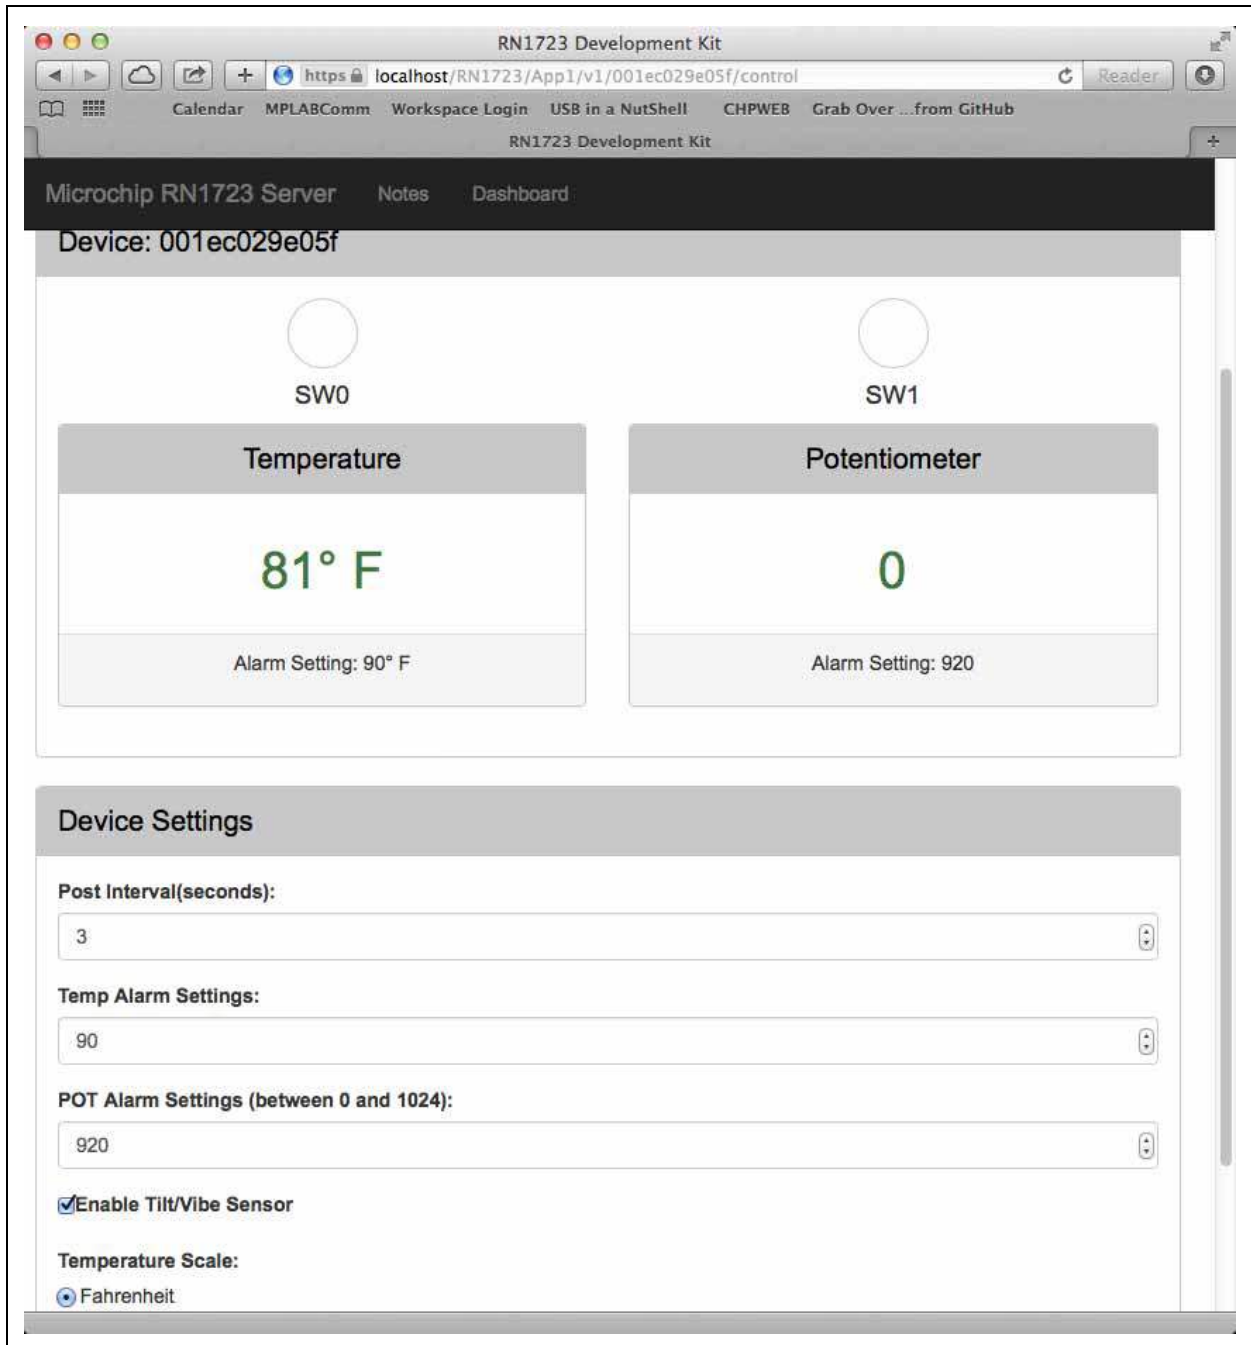 RN1723 Development Kit
https localhost/RN1723/App1/v1/001ec029e05f/control Reader
Calendar MPLABComm Workspace Login USB in a NutShell CHPWEB Grab Over ...from GitHub
RN1723 Development Kit
Microchip RN1723 Server Notes Dashboard
Device: 001ec029e05f
SW0 SW1
Temperature Potentiometer
81° F 0
Alarm Setting: 90° F Alarm Setting: 920
Device Settings
Post Interval(seconds):
3
Temp Alarm Settings:
90
POT Alarm Settings (between 0 and 1024):
920
Enable Tilt/Vibe Sensor
Temperature Scale:
Fahrenheit